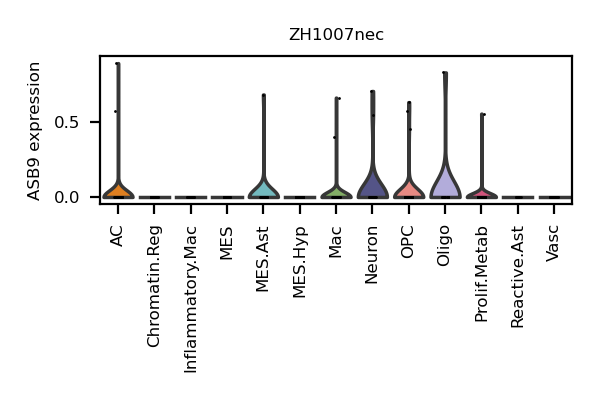 ZH1007nec
ASB9 expression
0.5
0.0
AC
Chromatin.Reg
Inflammatory.Mac
MES
MES.Ast
MES.Hyp
Mac
Neuron
OPC
Oligo
Prolif.Metab
Reactive.Ast
Vasc